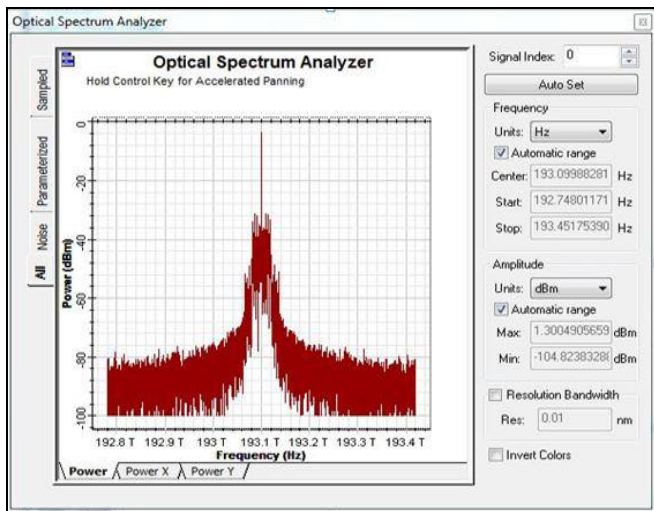 Optical Spectrum Analyzer
Signal Index: 0
Auto Set
Optical Spectrum Analyzer
Hold Control Key for Accelerated Panning
Sampled
Parameterized
Noise
All
Frequency
Units: Hz
Automatic range
Center: 193.09988281 Hz
Start: 192.74801171 Hz
Stop: 193.45175390 Hz
Amplitude
Units: dBm
Automatic range
Max: 1.3004905659 dBm
Min: -104.82383286 dBm
Resolution Bandwidth
Res: 0.01 nm
Invert Colors
Power (dBm)
0
-20
-40
-60
-80
-100
192.8 T 192.9 T 193 T 193.1 T 193.2 T 193.3 T 193.4 T
Frequency (Hz)
Power Power X Power Y